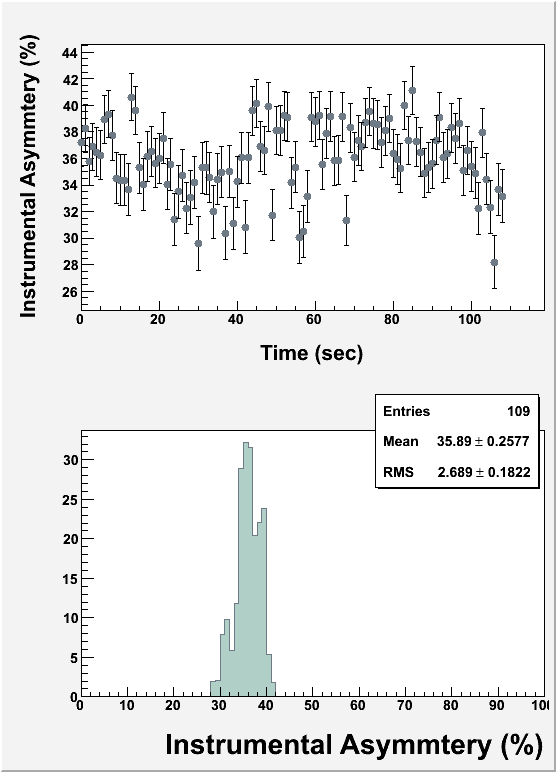 Instrumental Asymmtery (%)
44
42
40
38
36
34
32
30
28
26
0 20 40 60 80 100
Time (sec)
Entries 109
Mean 35.89 ± 0.2577
RMS 2.689 ± 0.1822
30
25
20
15
10
5
0
0 10 20 30 40 50 60 70 80 90 100
Instrumental Asymmtery (%)